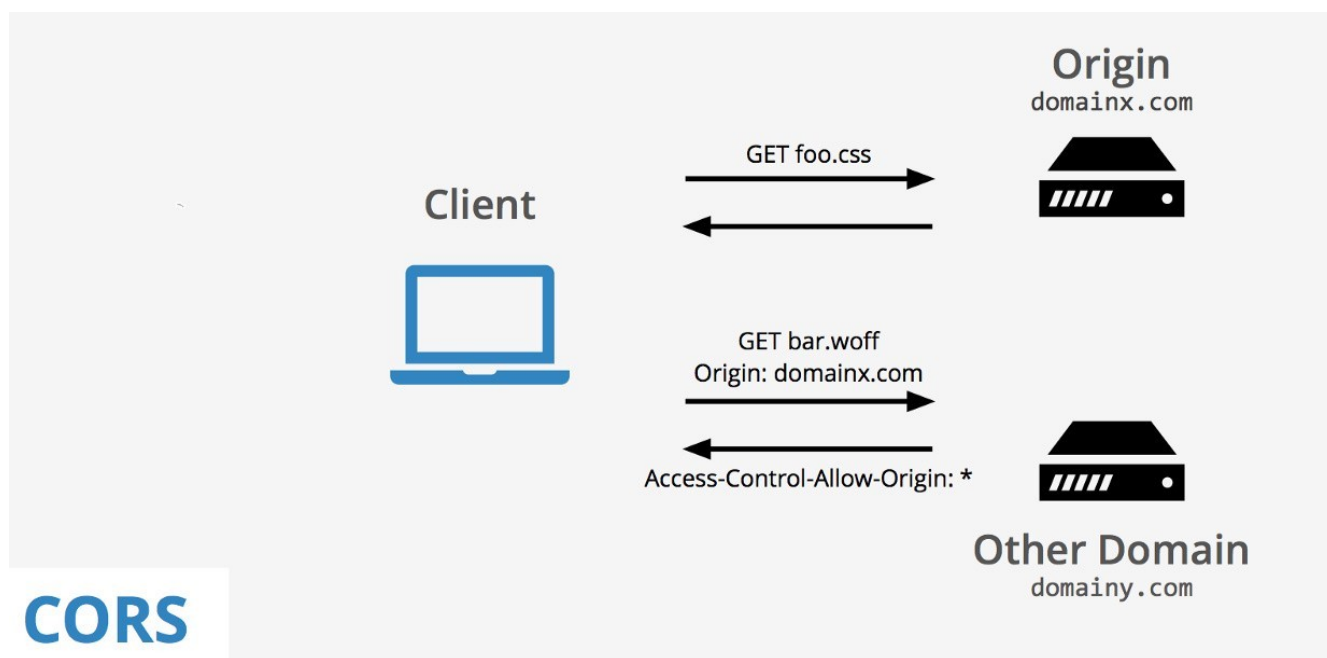 Origin
domainx.com
GET foo.css
Client
GET bar.woff
Origin: domainx.com
Access-Control-Allow-Origin: *
Other Domain
domainy.com
CORS